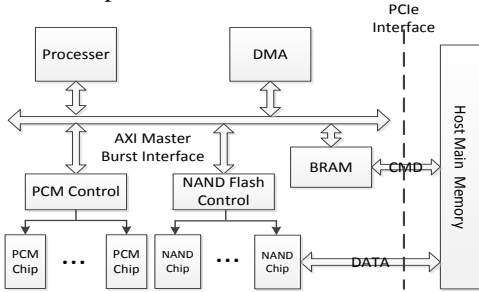 PCIe
Interface
Processer
DMA
Host Main Memory
AXI Master
Burst Interface
BRAM
CMD
PCM Control
NAND Flash
Control
PCM
Chip
...
PCM
Chip
NAND
Chip
...
NAND
Chip
DATA